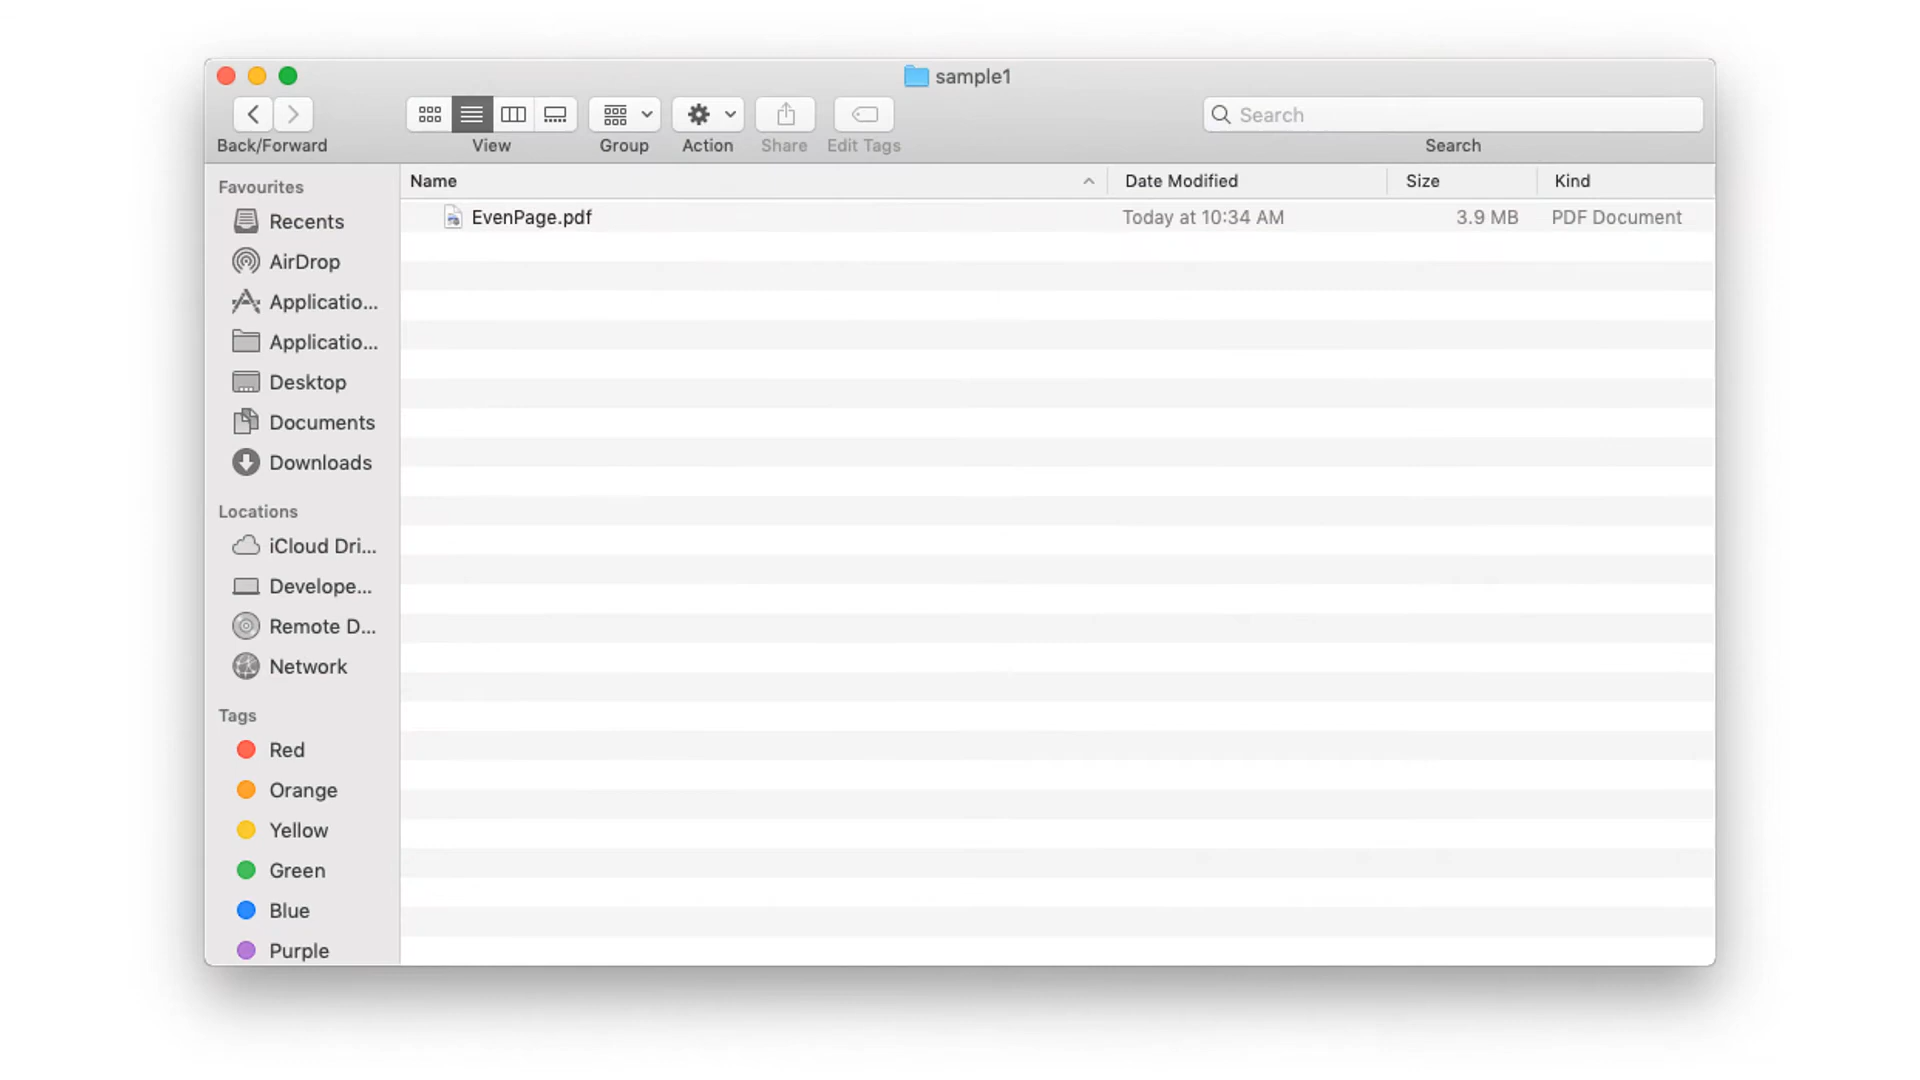 sample1
Search
Back/Forward View Group Action Share Edit Tags Search
Name Date Modified Size Kind
EvenPage.pdf Today at 10:34 AM 3.9 MB PDF Document
Favourites
Recents
AirDrop
Applicatio...
Applicatio...
Desktop
Documents
Downloads
Locations
iCloud Dri...
Develope...
Remote D...
Network
Tags
Red
Orange
Yellow
Green
Blue
Purple